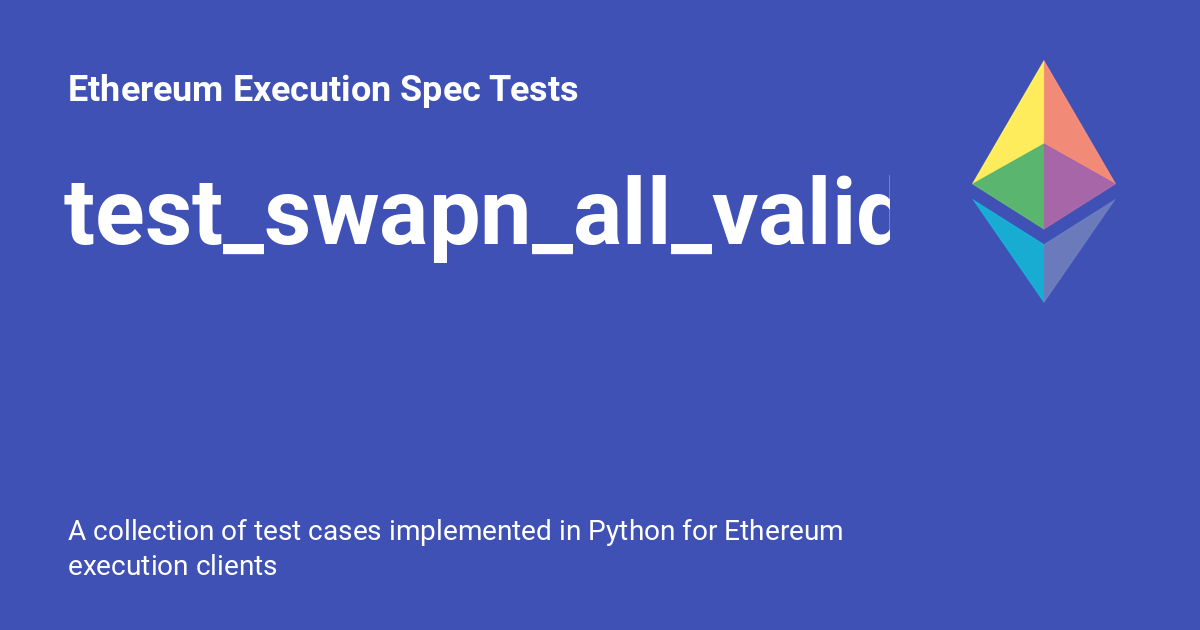 Ethereum Execution Spec Tests
test_swapn_all_valid
A collection of test cases implemented in Python for Ethereum
execution clients